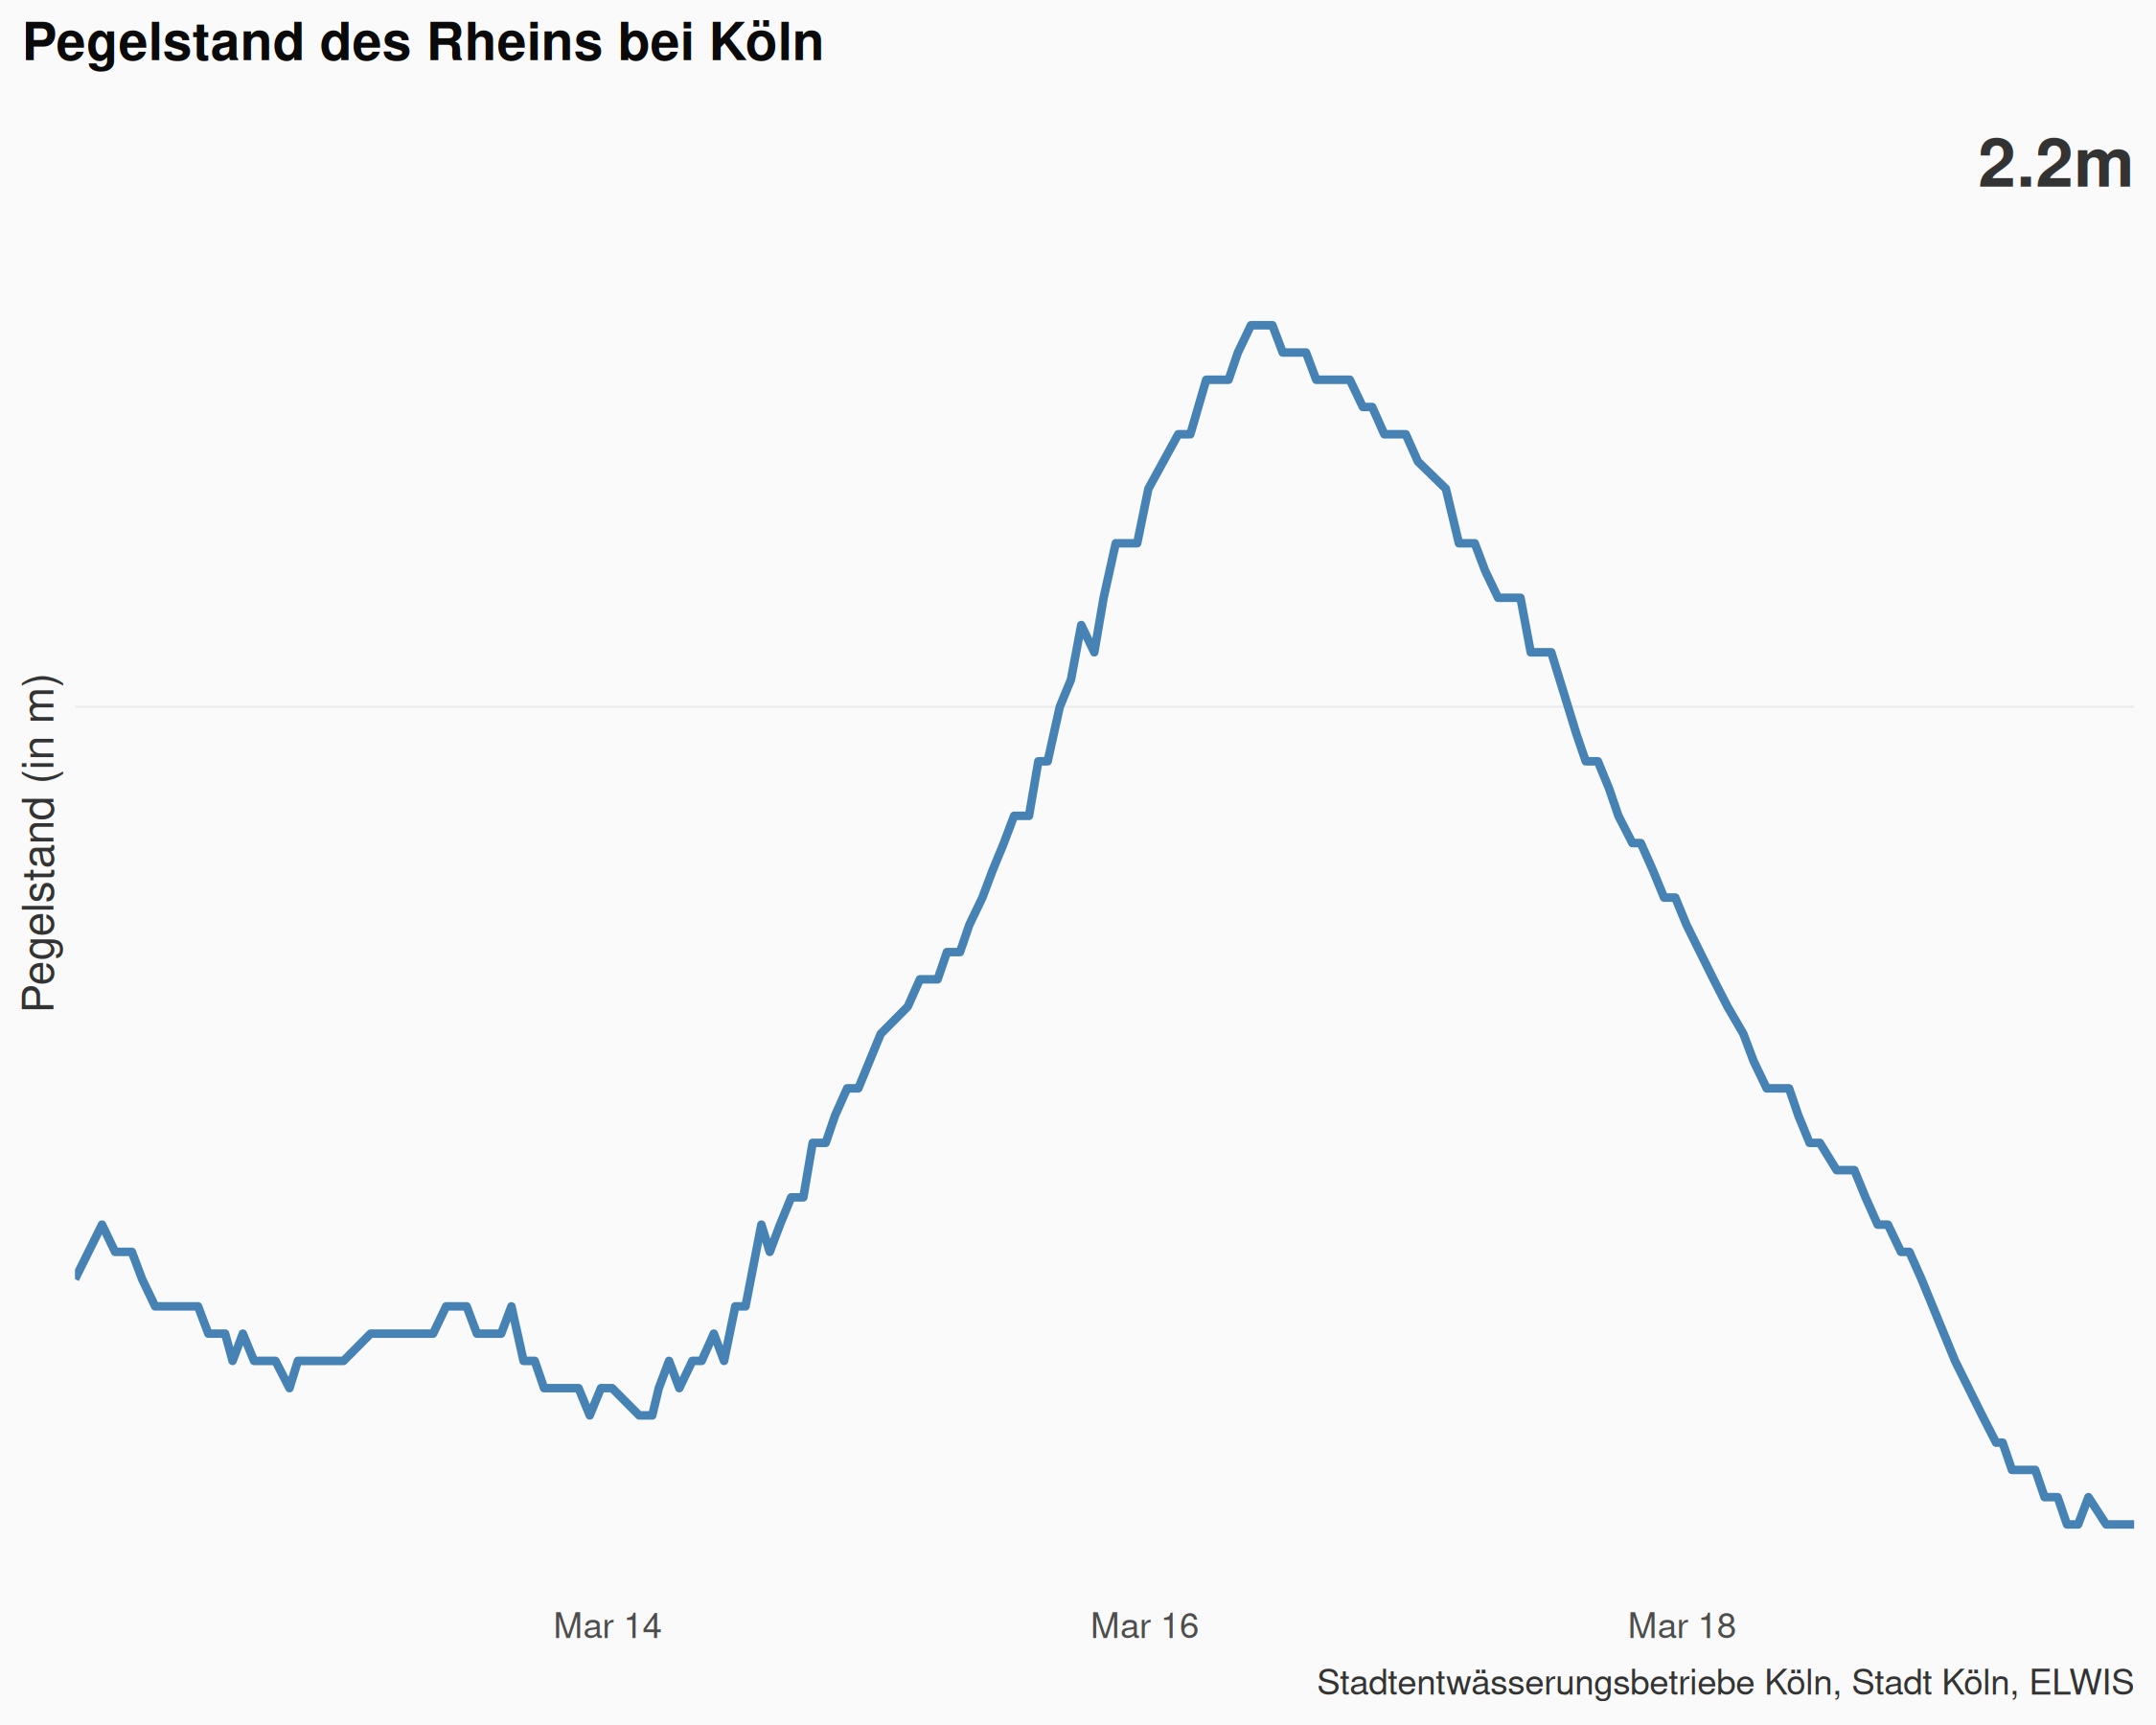 Pegelstand des Rheins bei Köln
2.2m
Pegelstand (in m)
Mar 14
Mar 16
Mar 18
Stadtentwässerungsbetriebe Köln, Stadt Köln, ELWIS